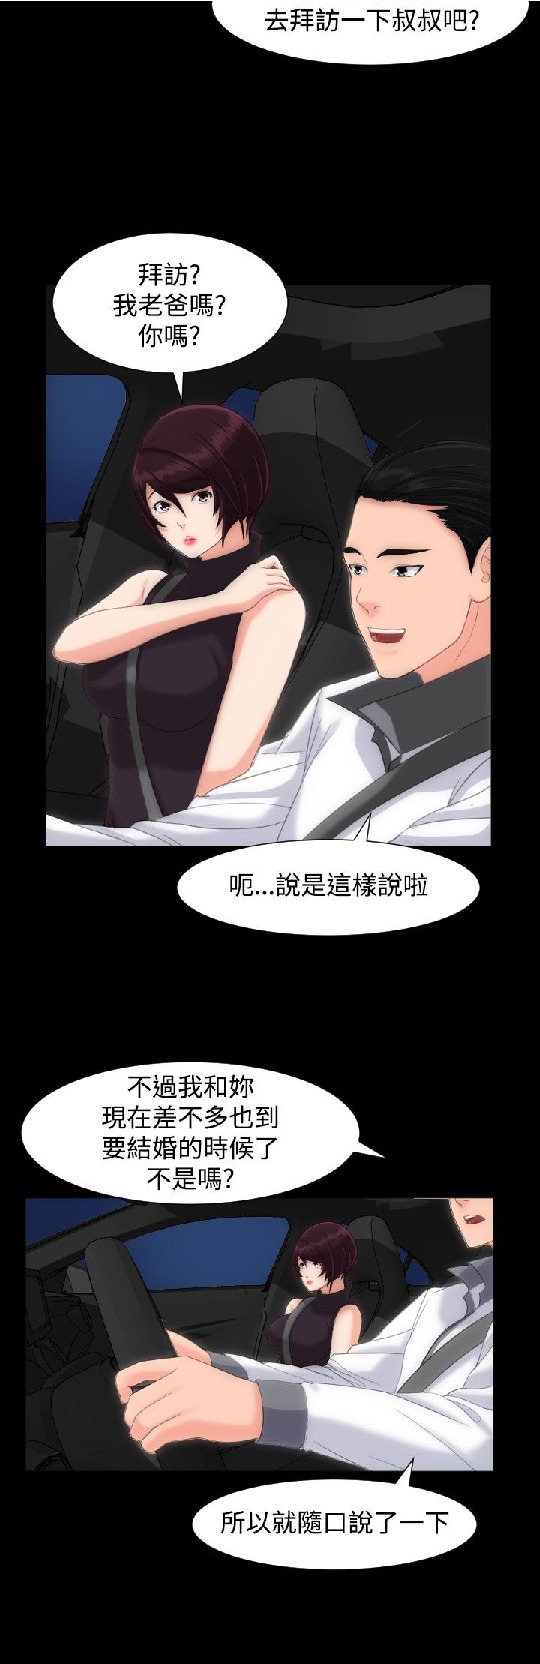 去拜訪一下叔叔吧?
拜訪?
我老爸嗎?
你嗎?
呃...說是這樣說啦
不過我和妳
現在差不多也到
要結婚的時候了
不是嗎?
所以就隨口說了一下